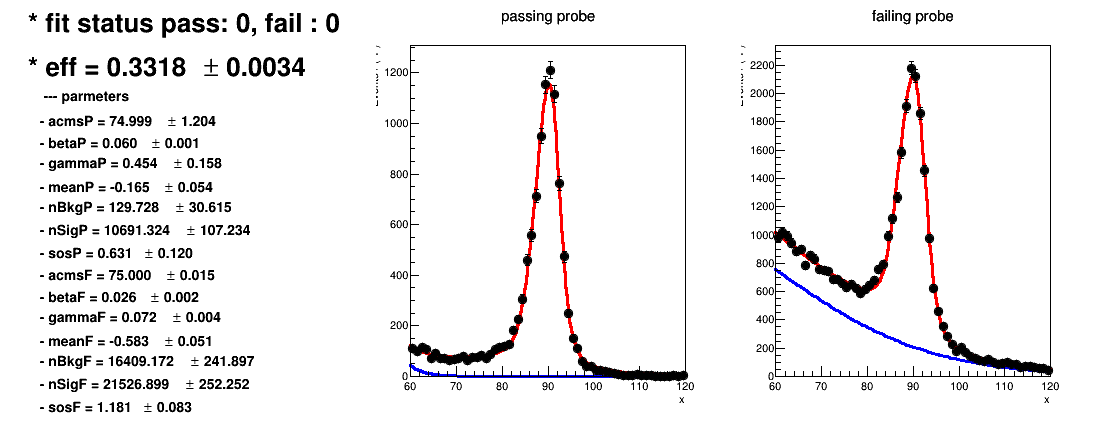 * fit status pass: 0, fail : 0
* eff = 0.3318 ± 0.0034
--- parmeters
- acmsP = 74.999 ± 1.204
- betaP = 0.060 ± 0.001
- gammaP = 0.454 ± 0.158
- meanP = -0.165 ± 0.054
- nBkgP = 129.728 ± 30.615
- nSigP = 10691.324 ± 107.234
- sosP = 0.631 ± 0.120
- acmsF = 75.000 ± 0.015
- betaF = 0.026 ± 0.002
- gammaF = 0.072 ± 0.004
- meanF = -0.583 ± 0.051
- nBkgF = 16409.172 ± 241.897
- nSigF = 21526.899 ± 252.252
- sosF = 1.181 ± 0.083
passing probe
1200
1000
800
600
400
200
0
60 70 80 90 100 110 120
x
failing probe
2200
2000
1800
1600
1400
1200
1000
800
600
400
200
0
60 70 80 90 100 110 120
x